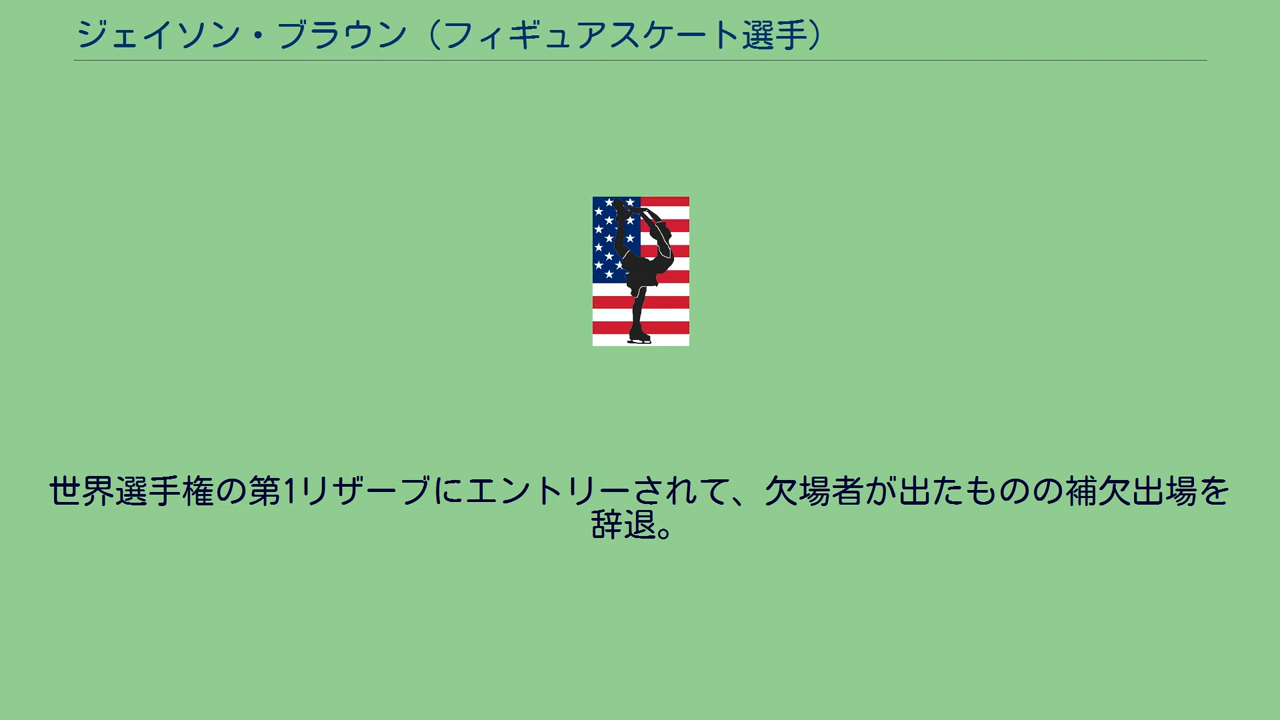 ジェイソン・ブラウン（フィギュアスケート選手）
世界選手権の第1リザーブにエントリーされて、欠場者が出たものの補欠出場を
辞退。